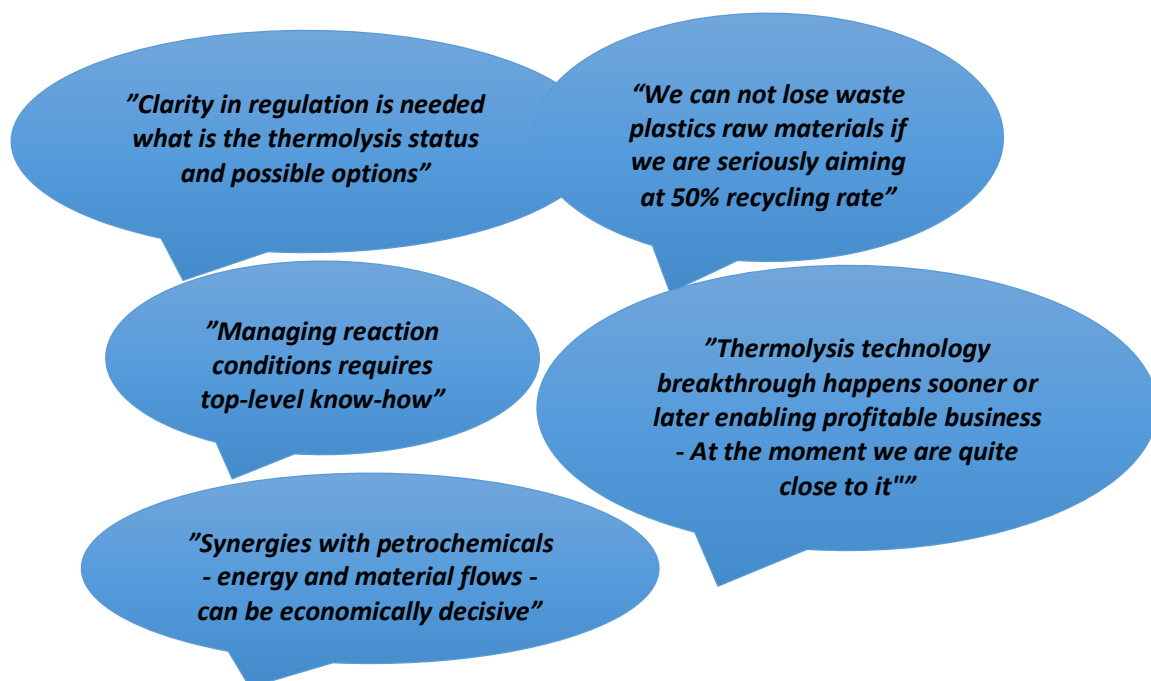 ”Clarity in regulation is needed
what is the thermolysis status
and possible options”
“We can not lose waste
plastics raw materials if
we are seriously aiming
at 50% recycling rate”
”Managing reaction
conditions requires
top-level know-how”
”Thermolysis technology
breakthrough happens sooner or
later enabling profitable business
- At the moment we are quite
close to it"”
”Synergies with petrochemicals
- energy and material flows -
can be economically decisive”